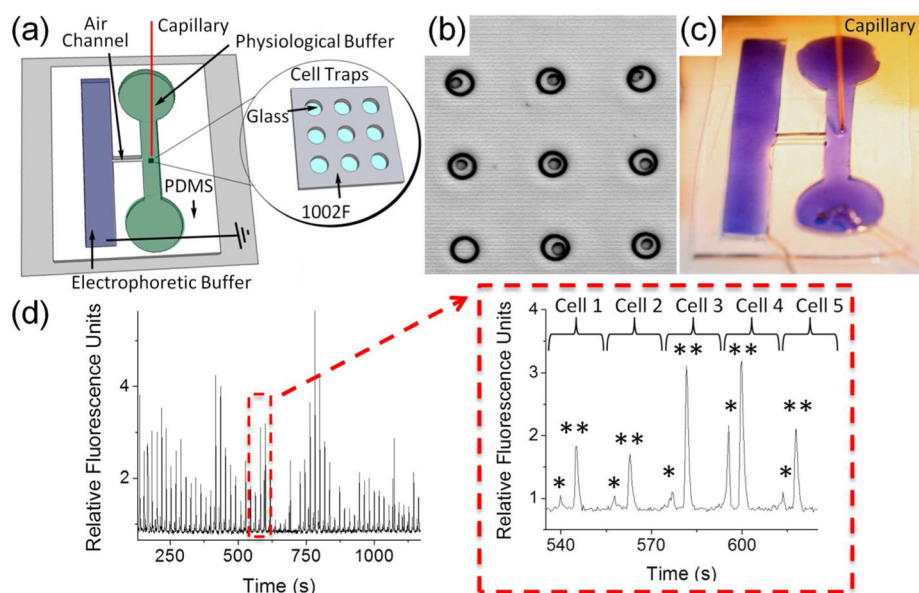 (a)
Air
Channel
Capillary
Physiological Buffer
Cell Traps
Glass
1002F
PDMS
Electrophoretic Buffer
(b)
(c)
Capillary
(d)
Relative Fluorescence Units
4
2
250
500
750
1000
Time (s)
Relative Fluorescence Units
4
3
2
1
Cell 1
Cell 2
Cell 3
Cell 4
Cell 5
*
**
*
**
*
**
*
**
*
**
540
570
600
Time (s)